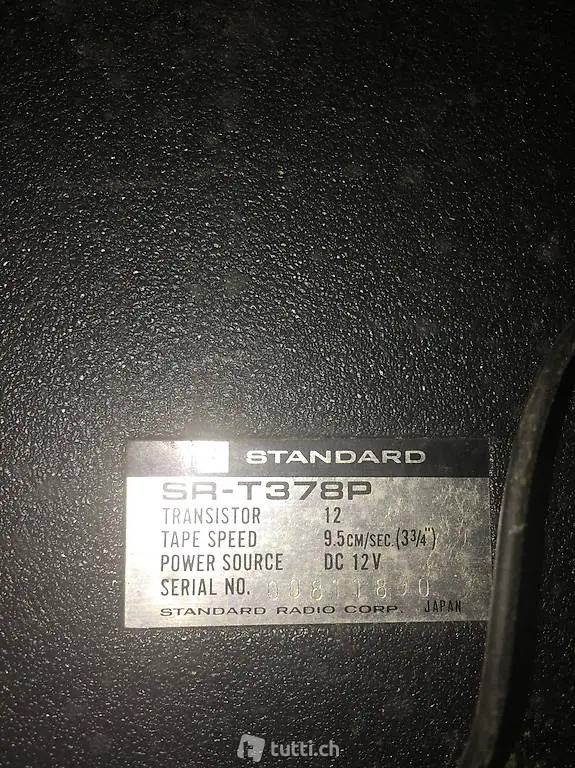 STANDARD
SR-T378P
TRANSISTOR 12
TAPE SPEED 9.5CM/SEC.(3¾")
POWER SOURCE DC 12V
SERIAL NO.
STANDARD RADIO CORP. JAPAN
tutti.ch